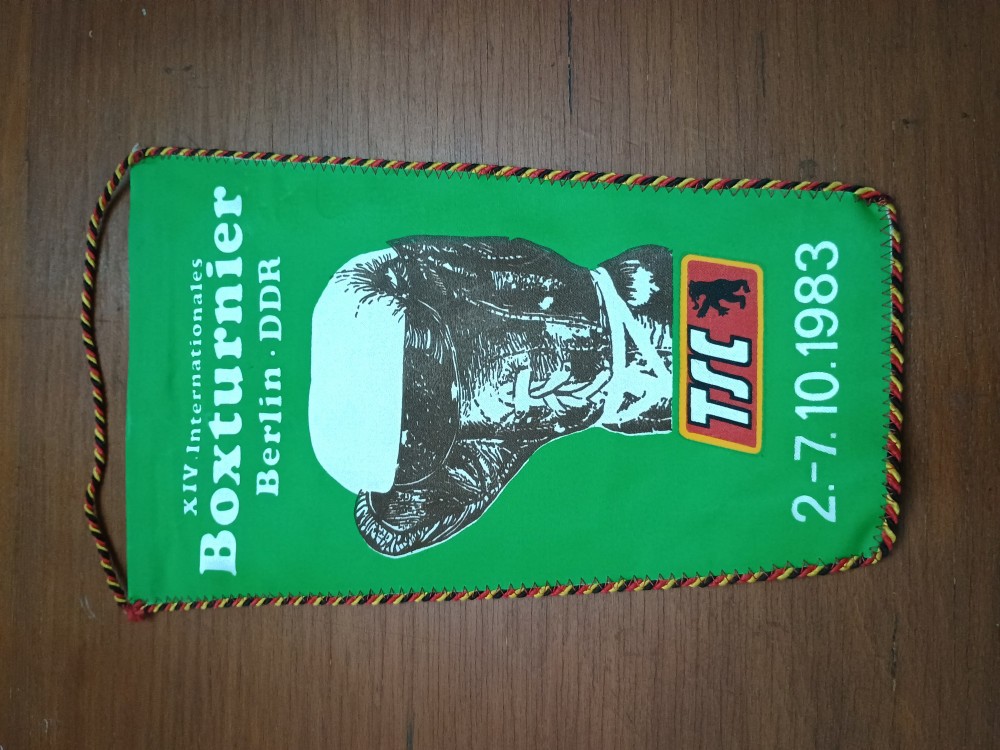 XIV. Internationales
Boxturnier
Berlin · DDR
TSC
2.-7.10.1983